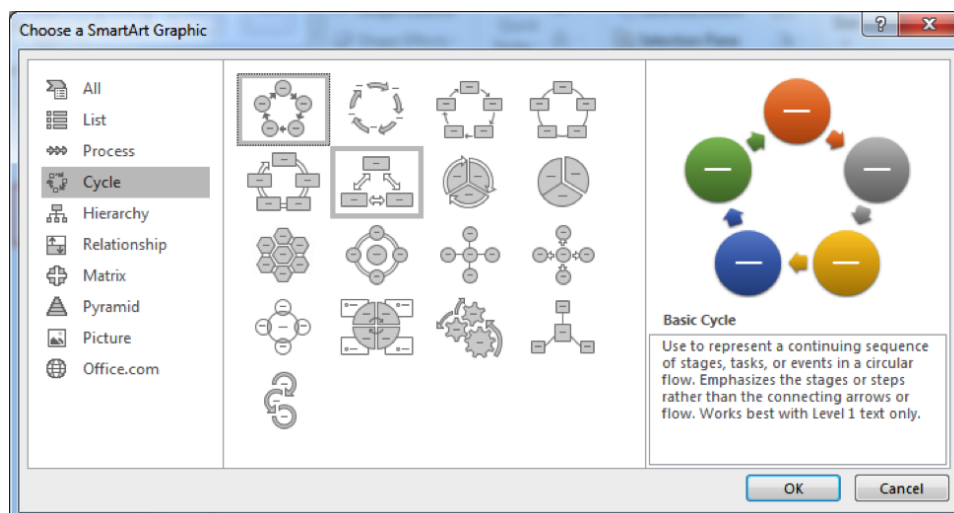 Choose a SmartArt Graphic
All
List
Process
Cycle
Hierarchy
Relationship
Matrix
Pyramid
Picture
Office.com
Basic Cycle
Use to represent a continuing sequence
of stages, tasks, or events in a circular
flow. Emphasizes the stages or steps
rather than the connecting arrows or
flow. Works best with Level 1 text only.
OK
Cancel